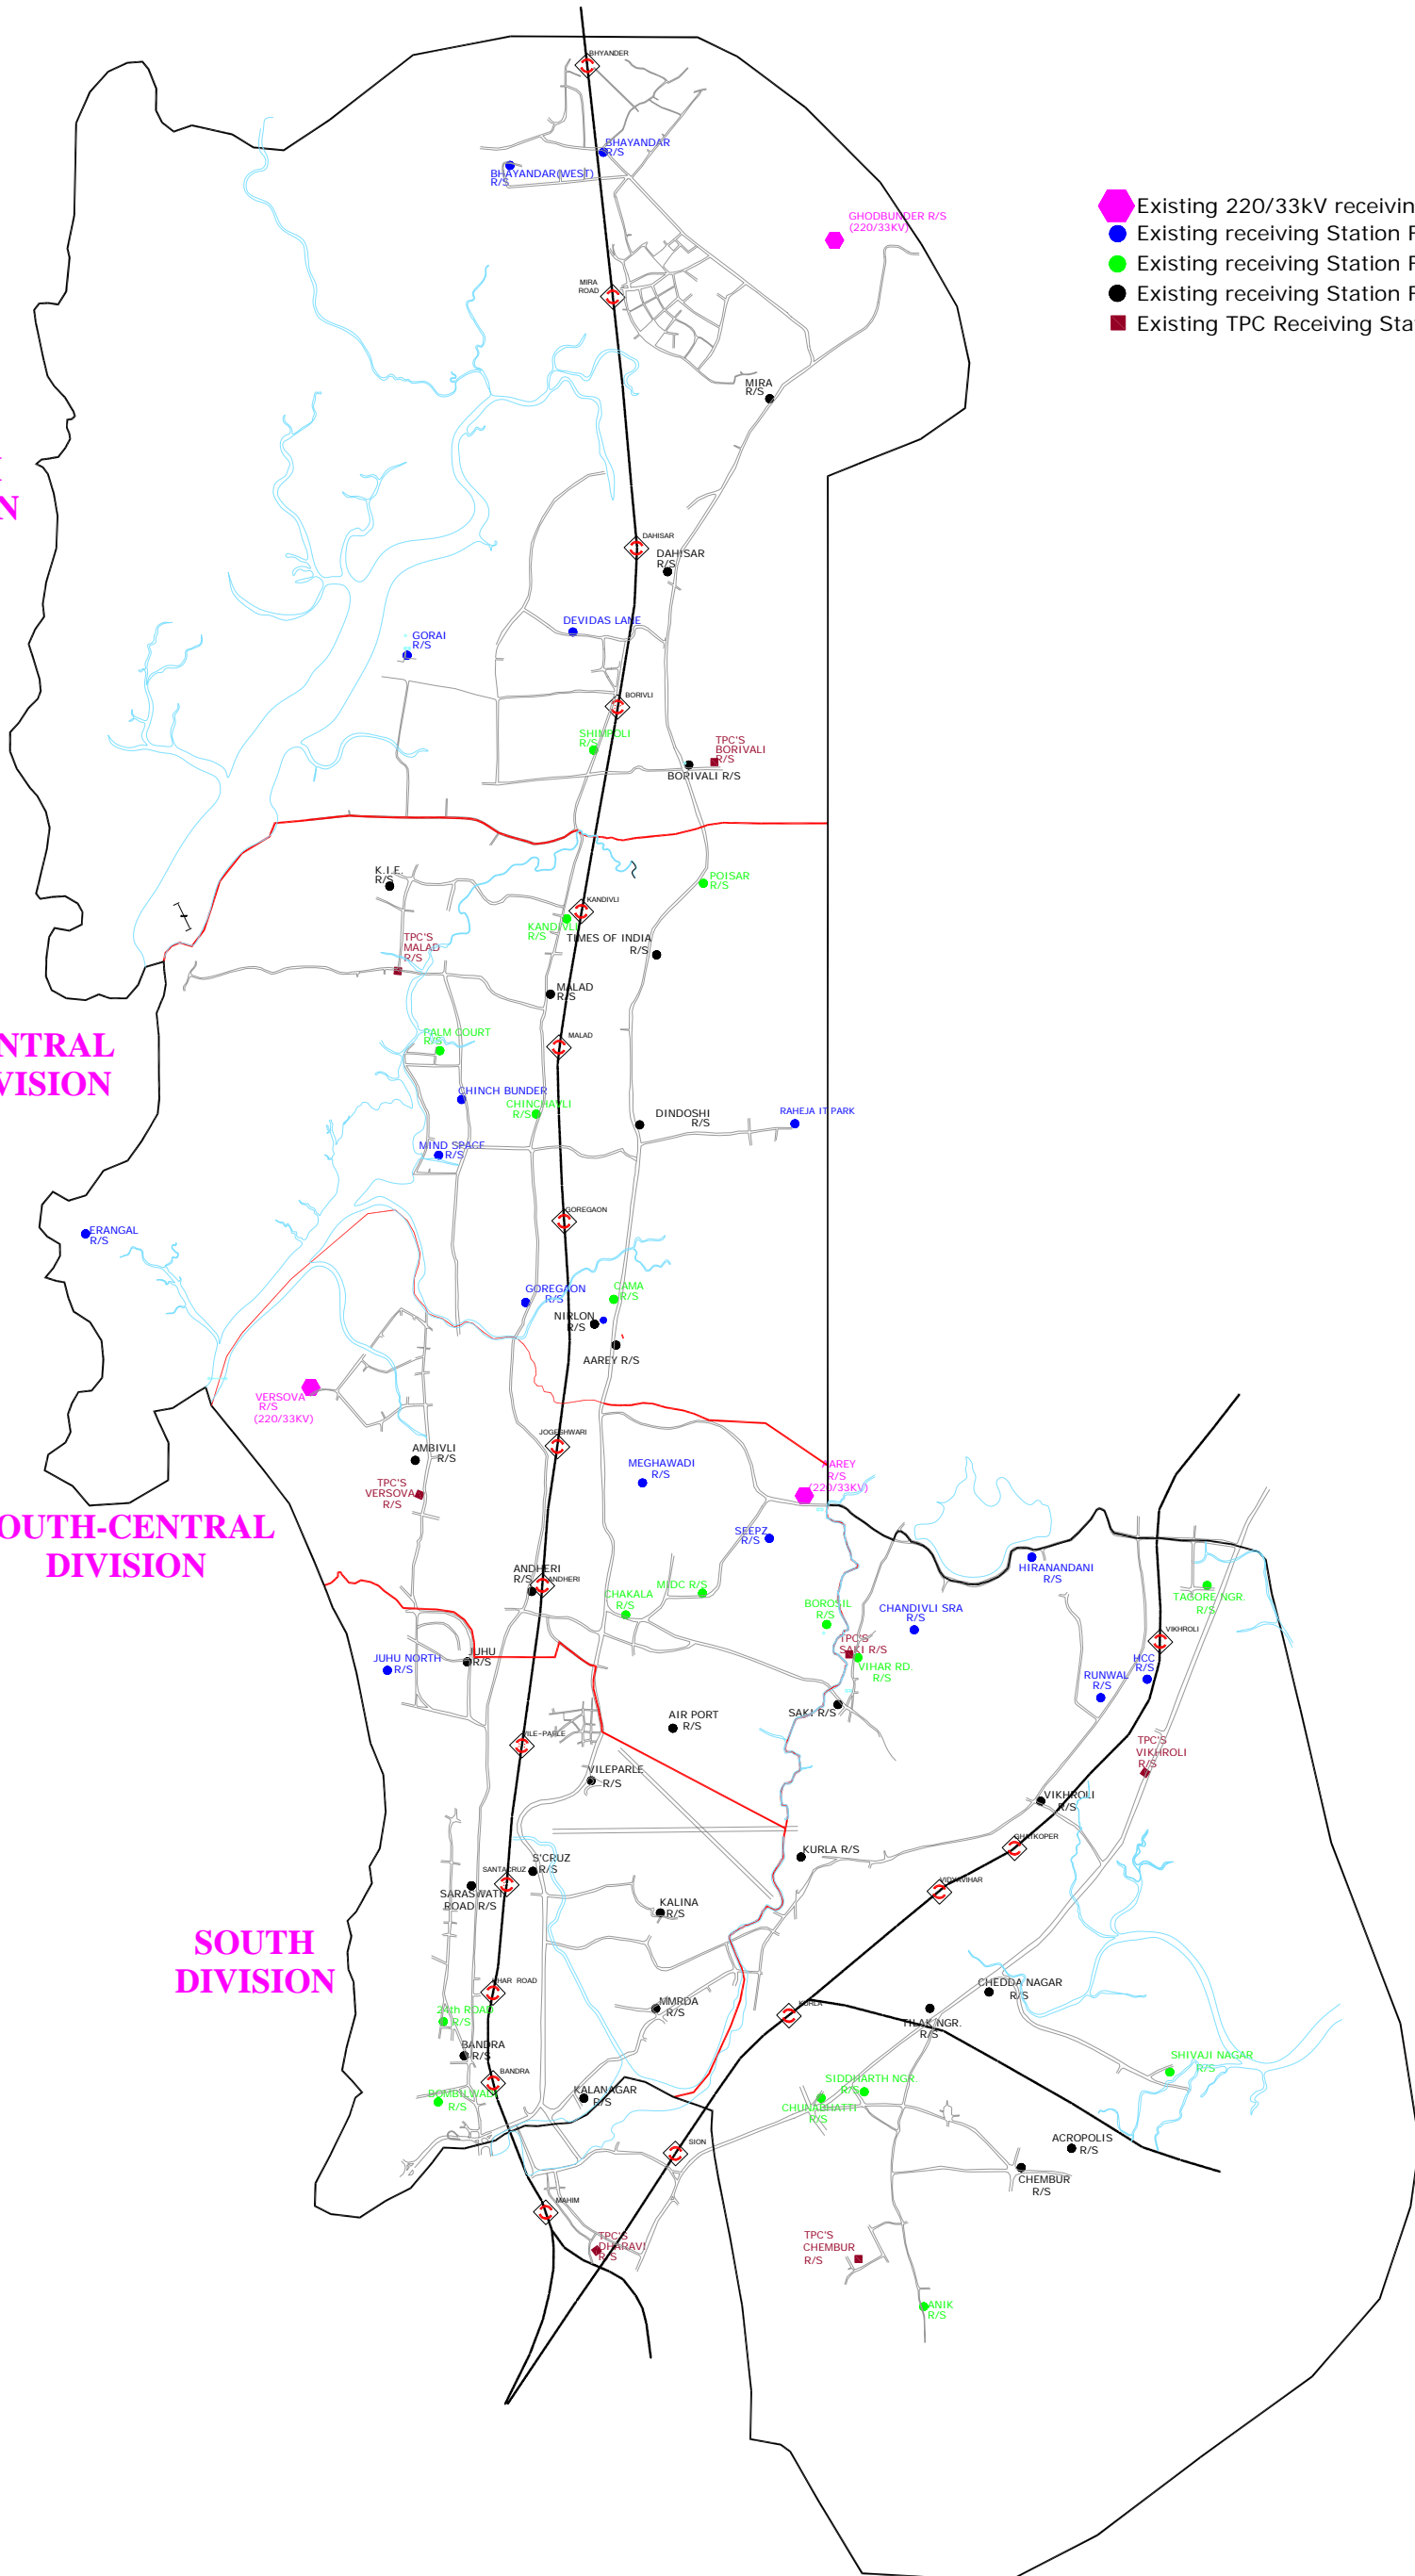 BHYANDER
BHAYANDAR
R/S
BHAYANDAR(WEST)
R/S
GHODBUNDER R/S
(220/33KV)
Existing 220/33kV receivin
Existing receiving Station
Existing receiving Station
Existing receiving Station
Existing TPC Receiving Sta
MIRA
ROAD
MIRA
R/S
N
DAHISAR
DAHISAR
R/S
DEVIDAS LANE
GORAI
R/S
BORIVLI
SHIMPOLI
R/S
TPC'S
BORIVALI
R/S
BORIVALI R/S
K.I.E.
R/S
POISAR
R/S
KANDIVLI
KANDIVLI
R/S
TIMES OF INDIA
R/S
TPC'S
MALAD
R/S
MALAD
R/S
PALM COURT
R/S
MALAD
NTRAL
VISION
CHINCH BUNDER
CHINCHAVLI
R/S
DINDOSHI
R/S
RAHEJA IT PARK
MIND SPACE
R/S
GOREGAON
ERANGAL
R/S
GOREGAON
R/S
CAMA
R/S
NIRLON
R/S
AAREY R/S
VERSOVA
R/S
(220/33KV)
JOGESHWARI
AMBIVLI
R/S
MEGHAWADI
R/S
AAREY
R/S
(220/33KV)
TPC'S
VERSOVA
R/S
OUTH-CENTRAL
DIVISION
SEEPZ
R/S
HIRANANDANI
R/S
ANDHERI
R/S
ANDHERI
CHAKALA
R/S
MIDC R/S
BOROSIL
R/S
CHANDIVLI SRA
R/S
TAGORE NGR.
R/S
TPC'S
SAKI R/S
VIHAR RD.
R/S
VIKHROLI
JUHU NORTH
R/S
JUHU
R/S
HCC
R/S
RUNWAL
R/S
SAKI R/S
AIR PORT
R/S
VILE-PARLE
TPC'S
VIKHROLI
R/S
VILEPARLE
R/S
VIKHROLI
R/S
GHATKOPER
KURLA R/S
S'CRUZ
R/S
SANTACRUZ
VIDYAVIHAR
SARASWATI
ROAD R/S
KALINA
R/S
SOUTH
DIVISION
KHAR ROAD
CHEDDA NAGAR
R/S
MMRDA
R/S
KURLA
TILAK NGR.
R/S
24th ROAD
R/S
BANDRA
R/S
BANDRA
SHIVAJI NAGAR
R/S
SIDDHARTH NGR.
R/S
DOMBILWADI
R/S
KALANAGAR
R/S
CHUNABHATTI
R/S
ACROPOLIS
R/S
SION
CHEMBUR
R/S
MAHIM
TPC'S
DHARAVI
R/S
TPC'S
CHEMBUR
R/S
ANIK
R/S